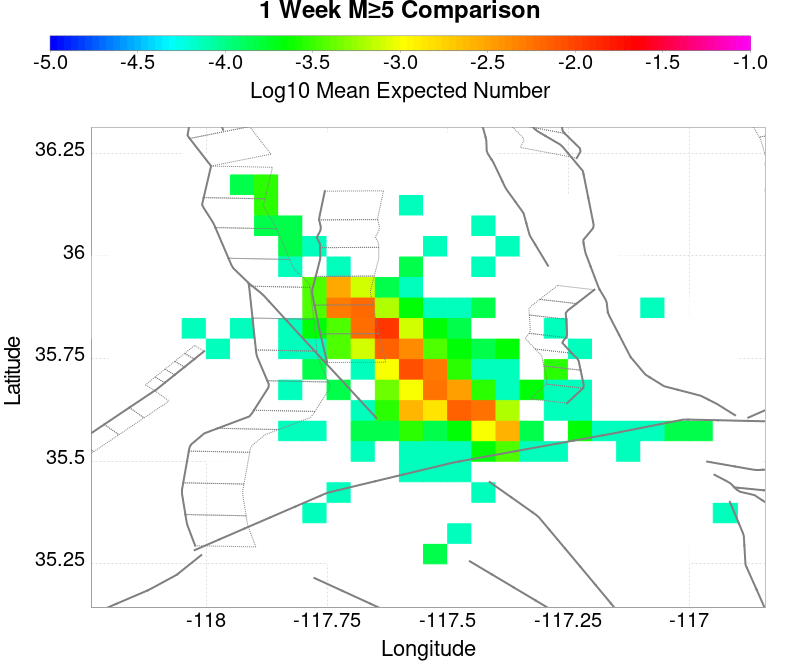 1 Week M≥5 Comparison
-5.0 -4.5 -4.0 -3.5 -3.0 -2.5 -2.0 -1.5 -1.0
Log10 Mean Expected Number
36.25
36
35.75
35.5
35.25
Latitude
-118 -117.75 -117.5 -117.25 -117
Longitude